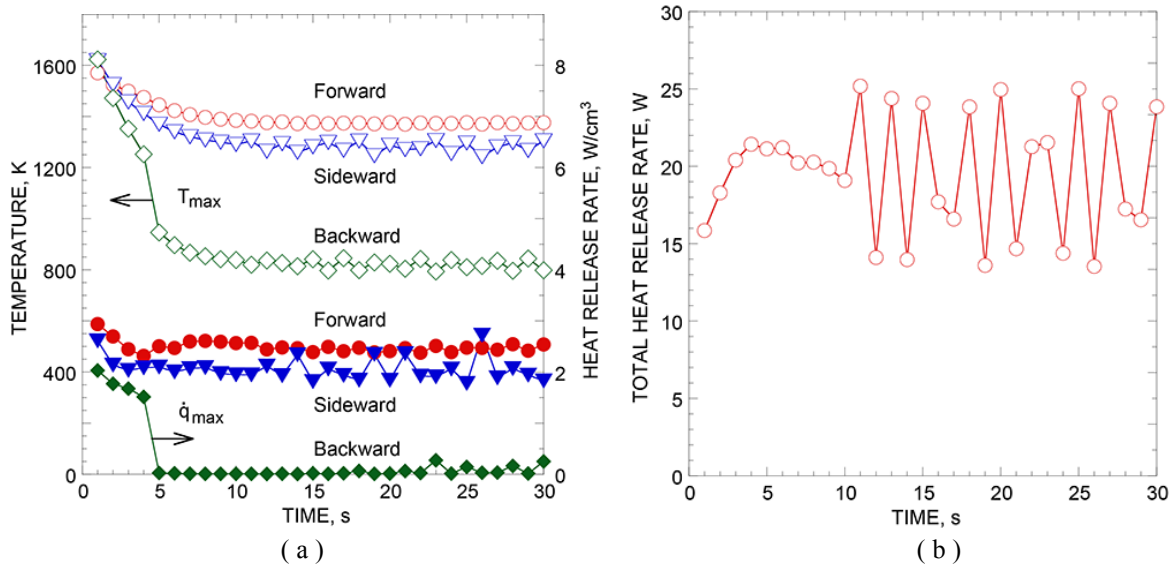 1600
1200
800
400
0
TEMPERATURE, K
8
6
4
2
0
HEAT RELEASE RATE, W/cm³
Forward
Sideward
T_max
Backward
Forward
Sideward
q̇_max
Backward
0 5 10 15 20 25 30
TIME, s
( a )
30
25
20
15
10
5
0
TOTAL HEAT RELEASE RATE, W
0 5 10 15 20 25 30
TIME, s
( b )